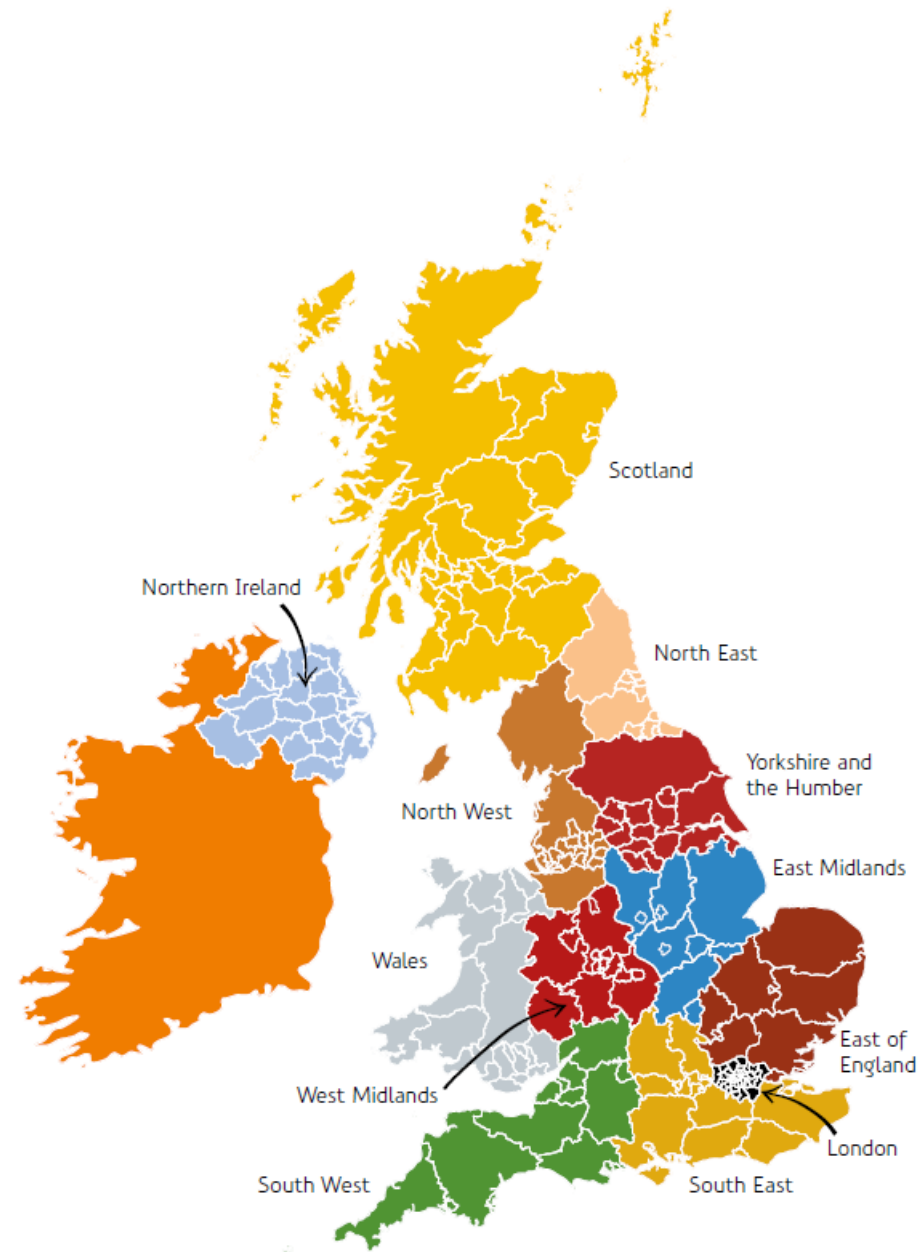 Scotland
Northern Ireland
North East
Yorkshire and
the Humber
North West
East Midlands
Wales
East of
England
West Midlands
London
South West
South East